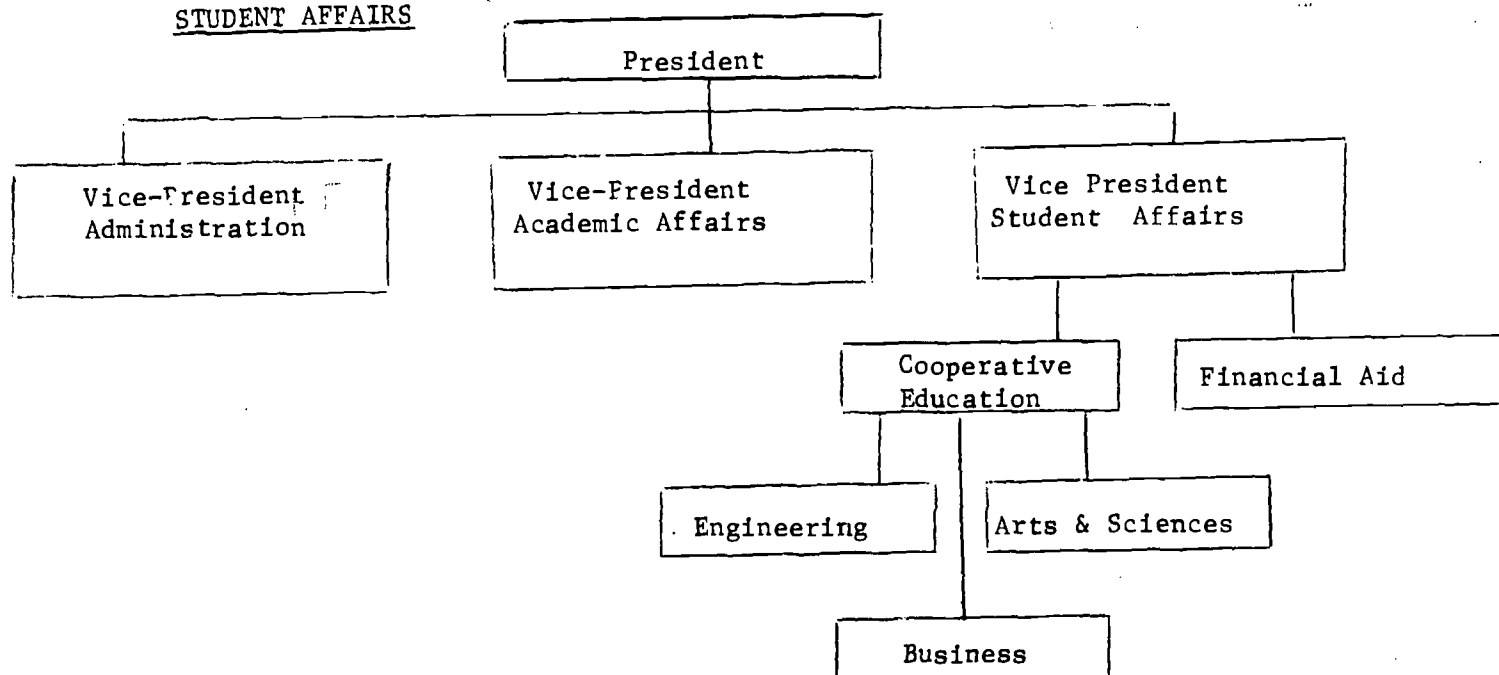 STUDENT AFFAIRS
President
Vice-President
Administration
Vice-President
Academic Affairs
Vice President
Student Affairs
Cooperative
Education
Financial Aid
Engineering
Arts & Sciences
Business